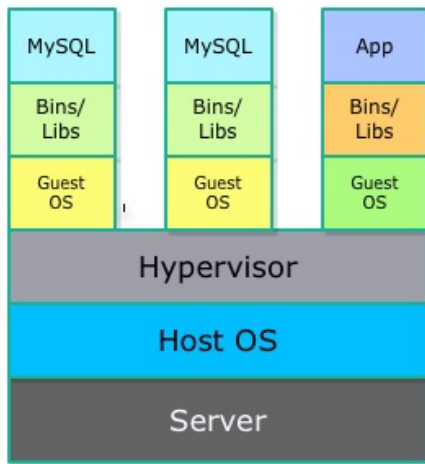 MySQL
MySQL
App
Bins/
Libs
Bins/
Libs
Bins/
Libs
Guest
OS
Guest
OS
Guest
OS
Hypervisor
Host OS
Server